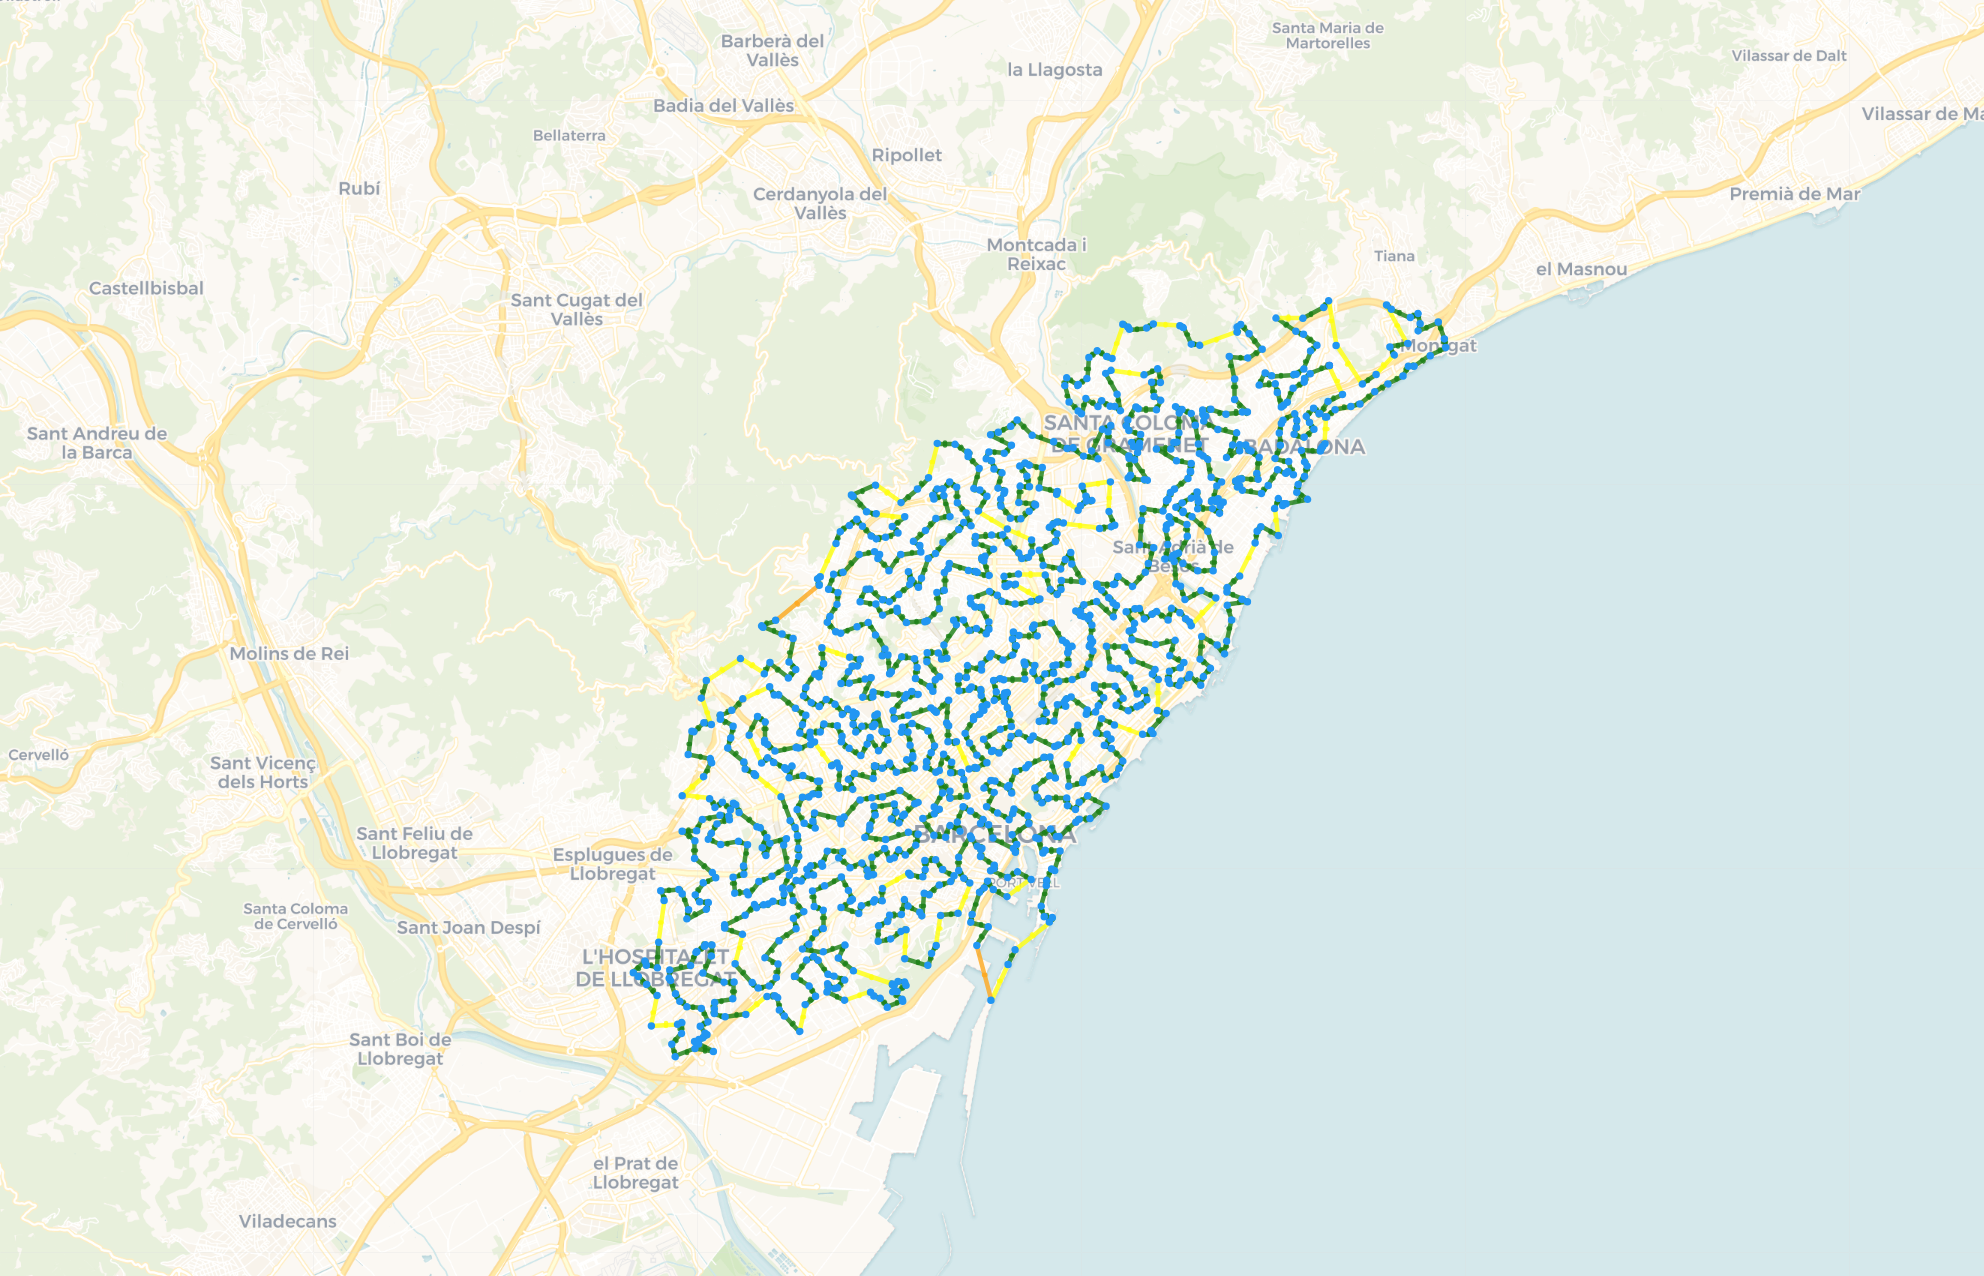 Santa Maria de
Martorelles
Barberà del
Vallès
Vilassar de Dalt
la Llagosta
Badia del Vallès
Vilassar de Ma
Bellaterra
Ripollet
Rubí
Cerdanyola del
Vallès
Premià de Mar
Montcada i
Reixac
Tiana
el Masnou
Castellbisbal
Sant Cugat del
Vallès
Montgat
SANTA COLOMA
DE GRAMENET
BADALONA
Sant Andreu de
la Barca
Sant Adrià de
Besòs
Molins de Rei
Cervelló
Sant Vicenç
dels Horts
BARCELONA
Sant Feliu de
Llobregat
Esplugues de
Llobregat
PORT VELL
Santa Coloma
de Cervelló
Sant Joan Despí
L'HOSPITALET
DE LLOBREGAT
Sant Boi de
Llobregat
el Prat de
Llobregat
Viladecans